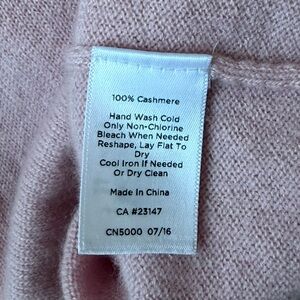 100% Cashmere
Hand Wash Cold
Only Non-Chlorine
Bleach When Needed
Reshape, Lay Flat To
Dry
Cool Iron If Needed
Or Dry Clean
Made In China
CA #23147
CN5000 07/16